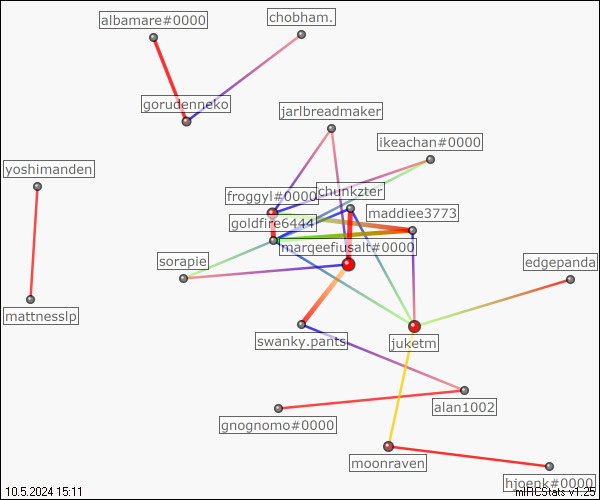 albamare#0000
chobham.
gorudenneko
jarlbreadmaker
ikeachan#0000
yoshimanden
chunkzter
froggyl#0000
maddiee3773
goldfire6444
marqeefiusalt#0000
sorapie
edgepanda
mattnesslp
swanky.pants
juketm
alan1002
gnognomo#0000
moonraven
hjoenk#0000
10.5.2024 15:11
mIRCStats v1.25